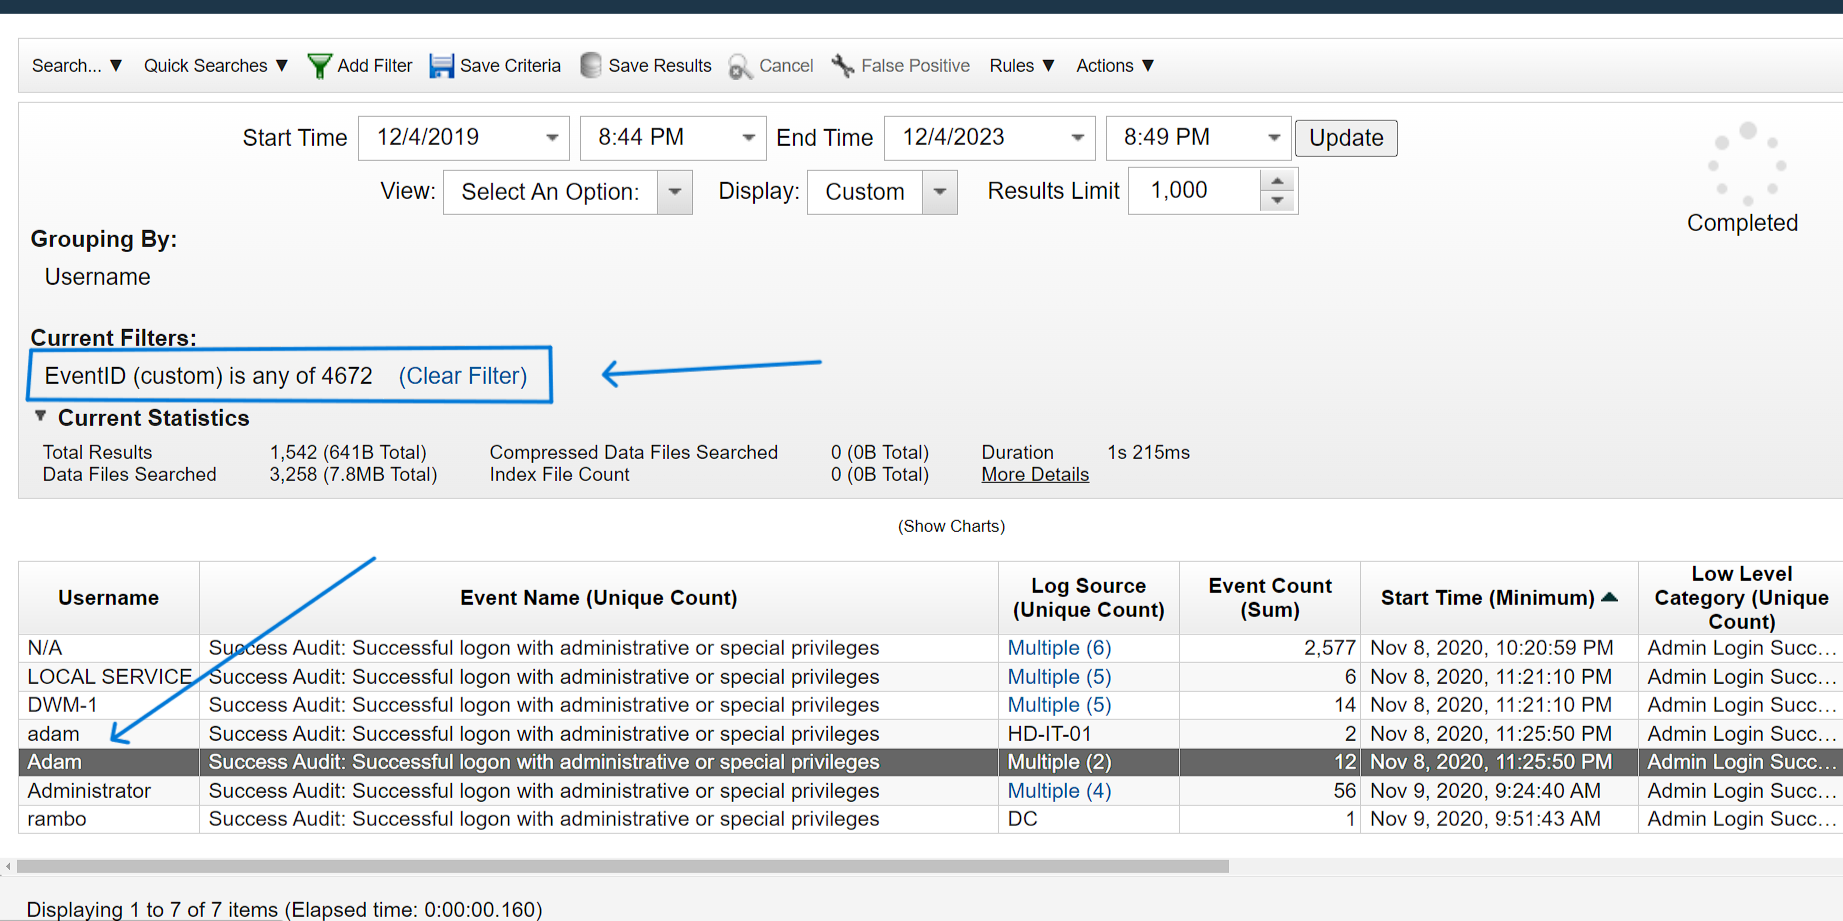 Search... ▼ Quick Searches ▼ Add Filter Save Criteria Save Results Cancel False Positive Rules ▼ Actions ▼
Start Time 12/4/2019 8:44 PM End Time 12/4/2023 8:49 PM Update
View: Select An Option: Display: Custom Results Limit 1,000
Completed
Grouping By:
Username
Current Filters:
EventID (custom) is any of 4672 (Clear Filter)
Current Statistics
Total Results 1,542 (641B Total) Compressed Data Files Searched 0 (0B Total) Duration 1s 215ms
Data Files Searched 3,258 (7.8MB Total) Index File Count 0 (0B Total) More Details
(Show Charts)
Username Event Name (Unique Count) Log Source (Unique Count) Event Count (Sum) Start Time (Minimum) Low Level Category (Unique Count)
N/A Success Audit: Successful logon with administrative or special privileges Multiple (6) 2,577 Nov 8, 2020, 10:20:59 PM Admin Login Succ...
LOCAL SERVICE Success Audit: Successful logon with administrative or special privileges Multiple (5) 6 Nov 8, 2020, 11:21:10 PM Admin Login Succ...
DWM-1 Success Audit: Successful logon with administrative or special privileges Multiple (5) 14 Nov 8, 2020, 11:21:10 PM Admin Login Succ...
adam Success Audit: Successful logon with administrative or special privileges HD-IT-01 2 Nov 8, 2020, 11:25:50 PM Admin Login Succ...
Adam Success Audit: Successful logon with administrative or special privileges Multiple (2) 12 Nov 8, 2020, 11:25:50 PM Admin Login Succ...
Administrator Success Audit: Successful logon with administrative or special privileges Multiple (4) 56 Nov 9, 2020, 9:24:40 AM Admin Login Succ...
rambo Success Audit: Successful logon with administrative or special privileges DC 1 Nov 9, 2020, 9:51:43 AM Admin Login Succ...
Displaying 1 to 7 of 7 items (Elapsed time: 0:00:00.160)